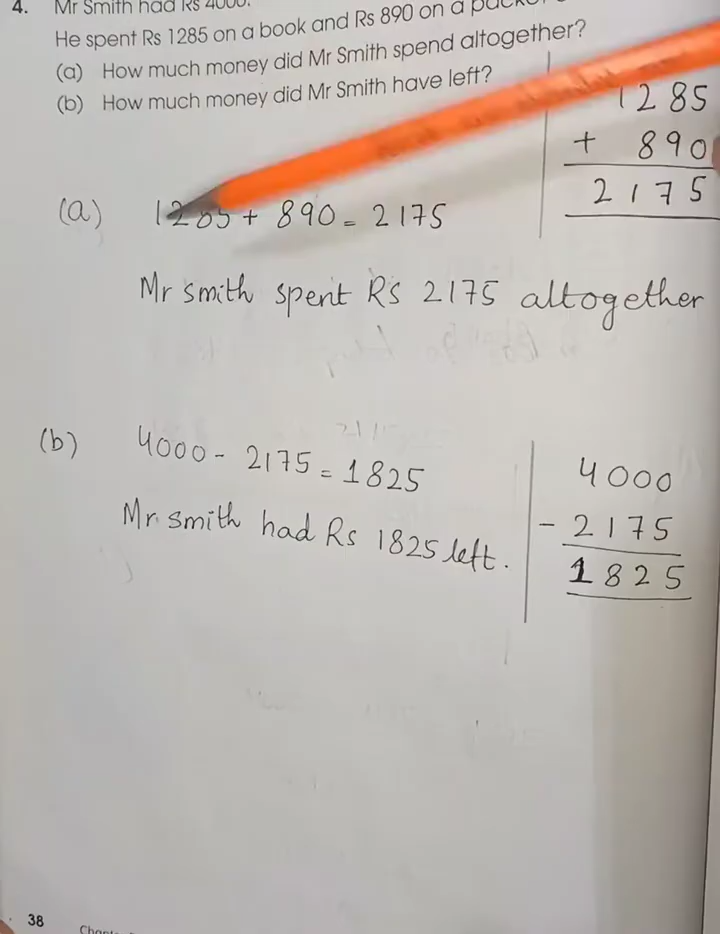 4. Mr Smith had Rs 4000.
He spent Rs 1285 on a book and Rs 890 on a
(a) How much money did Mr Smith spend altogether?
(b) How much money did Mr Smith have left?
1285
+ 890
2175
(a) 1285 + 890 = 2175
Mr smith spent Rs 2175 altogether
(b) 4000 - 2175 = 1825
Mr. smith had Rs 1825 left.
4000
- 2175
1825
38